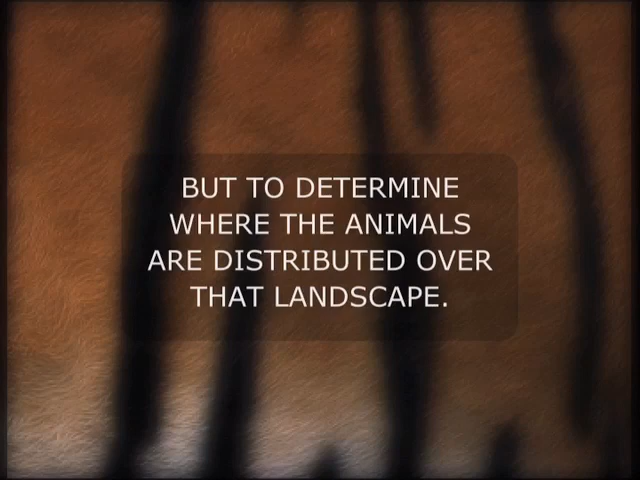 BUT TO DETERMINE
WHERE THE ANIMALS
ARE DISTRIBUTED OVER
THAT LANDSCAPE.